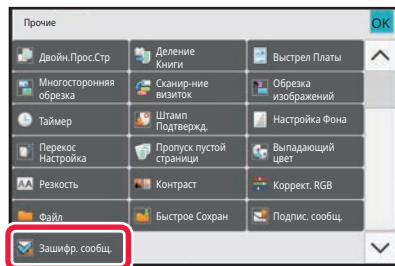 Прочие
OK
Двойн.Прос.Стр
Деление
Книги
Выстрел Платы
Многосторонняя
обрезка
Сканир-ние
визиток
Обрезка
изображений
Таймер
Штамп
Подтвержд.
Настройка Фона
Перекос
Настройка
Пропуск пустой
страници
Выпадающий
цвет
Резкость
Контраст
Коррект. RGB
Файл
Быстрое Сохран
Подпис. сообщ.
Зашифр. сообщ.